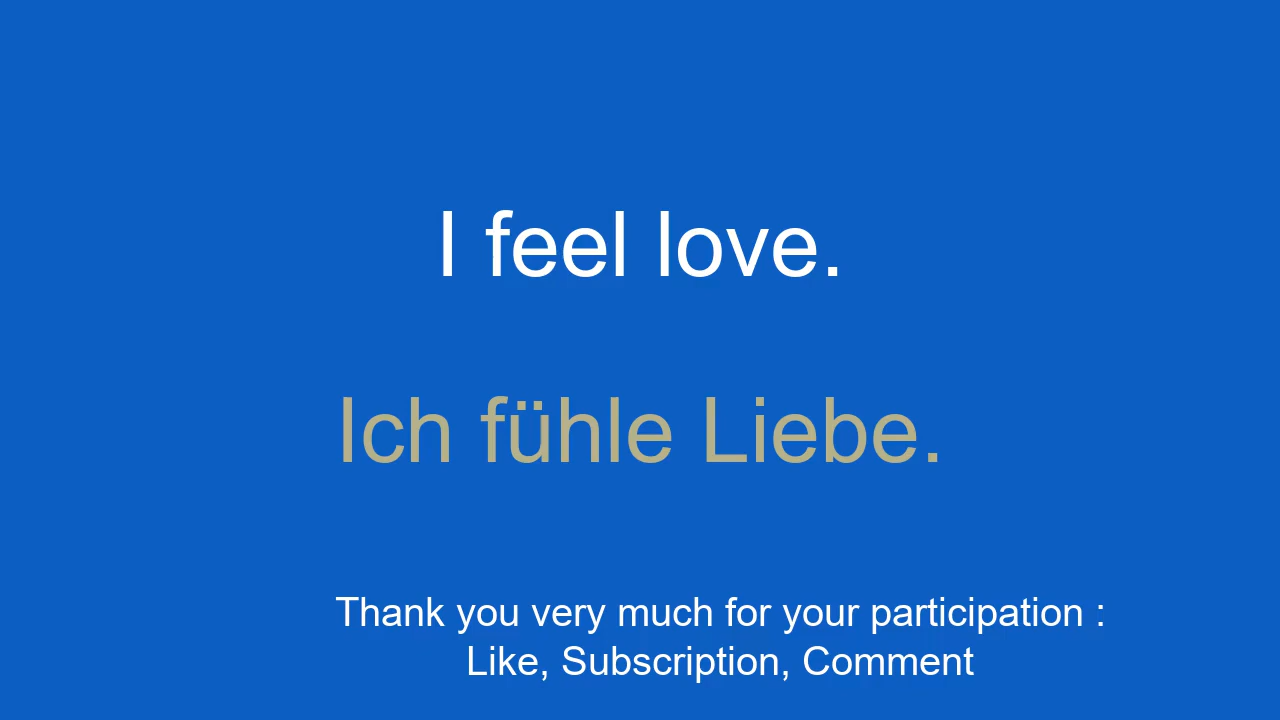 I feel love.
Ich fühle Liebe.
Thank you very much for your participation :
Like, Subscription, Comment